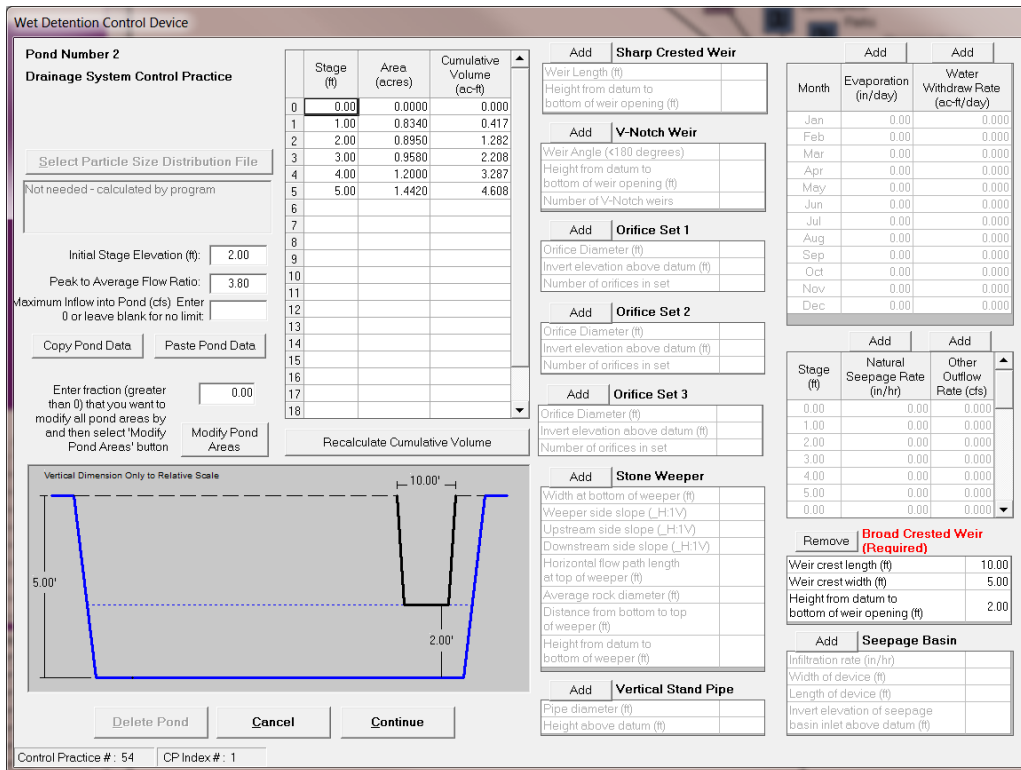 Wet Detention Control Device
Pond Number 2
Drainage System Control Practice
Select Particle Size Distribution File
Not needed - calculated by program
Initial Stage Elevation (ft): 2.00
Peak to Average Flow Ratio: 3.80
Maximum Inflow into Pond (cfs) Enter
0 or leave blank for no limit:
Copy Pond Data Paste Pond Data
Enter fraction (greater
than 0) that you want to
modify all pond areas by
and then select 'Modify
Pond Areas' button
0.00
Modify Pond
Areas
Stage
(ft)
Area
(acres)
Cumulative
Volume
(ac-ft)
0 0.00 0.0000 0.000
1 1.00 0.8340 0.417
2 2.00 0.8950 1.282
3 3.00 0.9580 2.208
4 4.00 1.2000 3.287
5 5.00 1.4420 4.608
6
7
8
9
10
11
12
13
14
15
16
17
18
Recalculate Cumulative Volume
Vertical Dimension Only to Relative Scale
10.00'
5.00'
2.00'
Delete Pond Cancel Continue
Control Practice #: 54 CP Index #: 1
Add Sharp Crested Weir
Weir Length (ft)
Height from datum to
bottom of weir opening (ft)
Add V-Notch Weir
Weir Angle (<180 degrees)
Height from datum to
bottom of weir opening (ft)
Number of V-Notch weirs
Add Orifice Set 1
Orifice Diameter (ft)
Invert elevation above datum (ft)
Number of orifices in set
Add Orifice Set 2
Orifice Diameter (ft)
Invert elevation above datum (ft)
Number of orifices in set
Add Orifice Set 3
Orifice Diameter (ft)
Invert elevation above datum (ft)
Number of orifices in set
Add Stone Weeper
Width at bottom of weeper (ft)
Weeper side slope (_H:1V)
Upstream side slope (_H:1V)
Downstream side slope (_H:1V)
Horizontal flow path length
at top of weeper (ft)
Average rock diameter (ft)
Distance from bottom to top
of weeper (ft)
Height from datum to
bottom of weeper (ft)
Add Vertical Stand Pipe
Pipe diameter (ft)
Height above datum (ft)
Add Add
Month
Evaporation
(in/day)
Water
Withdraw Rate
(ac-ft/day)
Jan 0.00 0.000
Feb 0.00 0.000
Mar 0.00 0.000
Apr 0.00 0.000
May 0.00 0.000
Jun 0.00 0.000
Jul 0.00 0.000
Aug 0.00 0.000
Sep 0.00 0.000
Oct 0.00 0.000
Nov 0.00 0.000
Dec 0.00 0.000
Add Add
Stage
(ft)
Natural
Seepage Rate
(in/hr)
Other
Outflow
Rate (cfs)
0.00 0.00 0.000
1.00 0.00 0.000
2.00 0.00 0.000
3.00 0.00 0.000
4.00 0.00 0.000
5.00 0.00 0.000
0.00 0.00 0.000
Remove Broad Crested Weir
(Required)
Weir crest length (ft) 10.00
Weir crest width (ft) 5.00
Height from datum to
bottom of weir opening (ft) 2.00
Add Seepage Basin
Infiltration rate (in/hr)
Width of device (ft)
Length of device (ft)
Invert elevation of seepage
basin inlet above datum (ft)